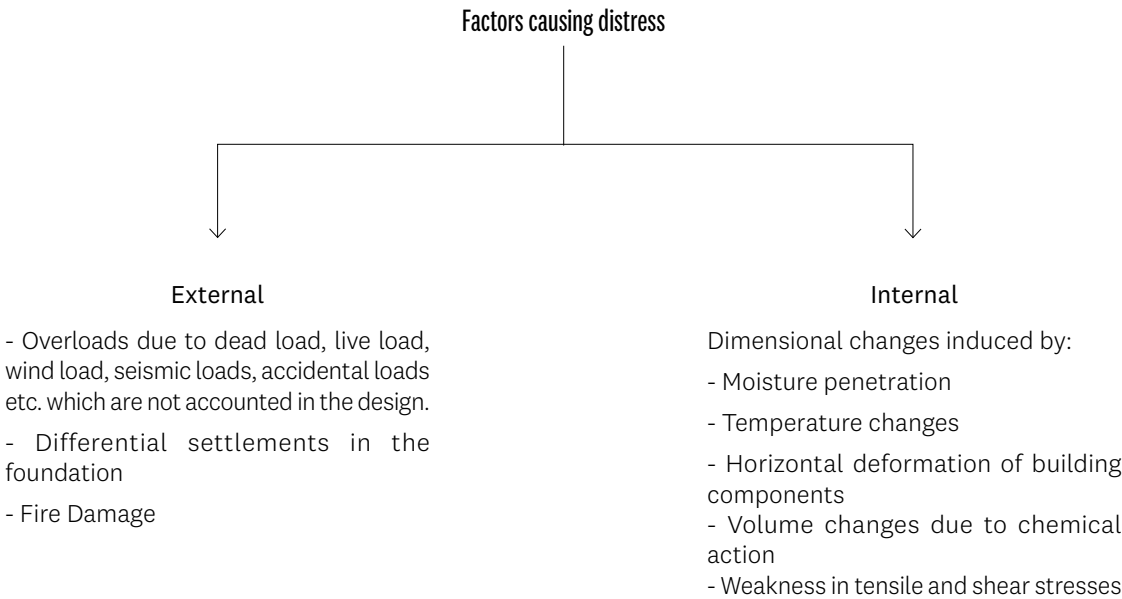 Factors causing distress
External
- Overloads due to dead load, live load,
wind load, seismic loads, accidental loads
etc. which are not accounted in the design.
- Differential settlements in the
foundation
- Fire Damage
Internal
Dimensional changes induced by:
- Moisture penetration
- Temperature changes
- Horizontal deformation of building
components
- Volume changes due to chemical
action
- Weakness in tensile and shear stresses